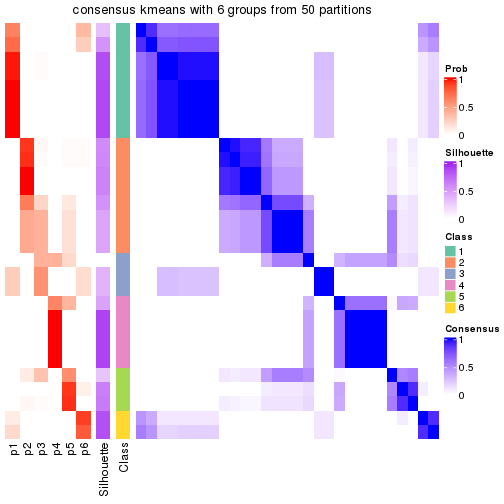 consensus kmeans with 6 groups from 50 partitions
Prob
1
0.5
0
Silhouette
1
0.5
0
Class
1
2
3
4
5
6
Consensus
1
0.5
0
p1
p2
p3
p4
p5
p6
Silhouette
Class